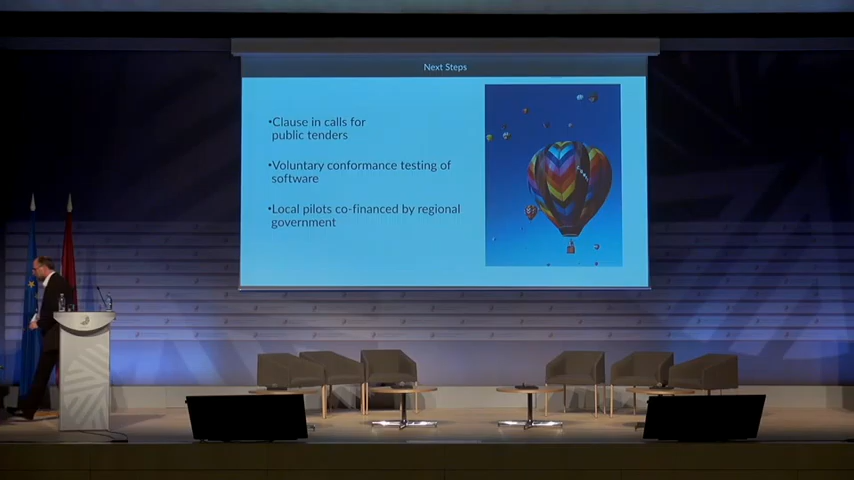 Next Steps
•Clause in calls for
public tenders
•Voluntary conformance testing of
software
•Local pilots co-financed by regional
government